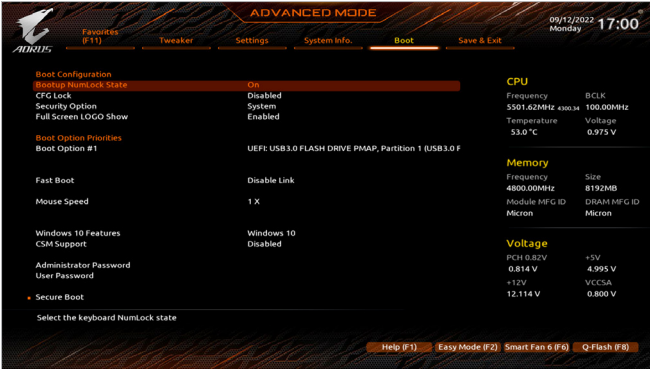 ADVANCED MODE
09/12/2022 Monday 17:00
AORUS
Favorites (F11) Tweaker Settings System Info. Boot Save & Exit
Boot Configuration
Bootup NumLock State On
CFG Lock Disabled
Security Option System
Full Screen LOGO Show Enabled
Boot Option Priorities
Boot Option #1 UEFI: USB3.0 FLASH DRIVE PMAP, Partition 1 (USB3.0 F
Fast Boot Disable Link
Mouse Speed 1 X
Windows 10 Features Windows 10
CSM Support Disabled
Administrator Password
User Password
Secure Boot
Select the keyboard NumLock state
CPU
Frequency BCLK
5501.62MHz 4300.34 100.00MHz
Temperature Voltage
53.0 °C 0.975 V
Memory
Frequency Size
4800.00MHz 8192MB
Module MFG ID DRAM MFG ID
Micron Micron
Voltage
PCH 0.82V +5V
0.814 V 4.995 V
+12V VCCSA
12.114 V 0.800 V
Help (F1) Easy Mode (F2) Smart Fan 6 (F6) Q-Flash (F8)